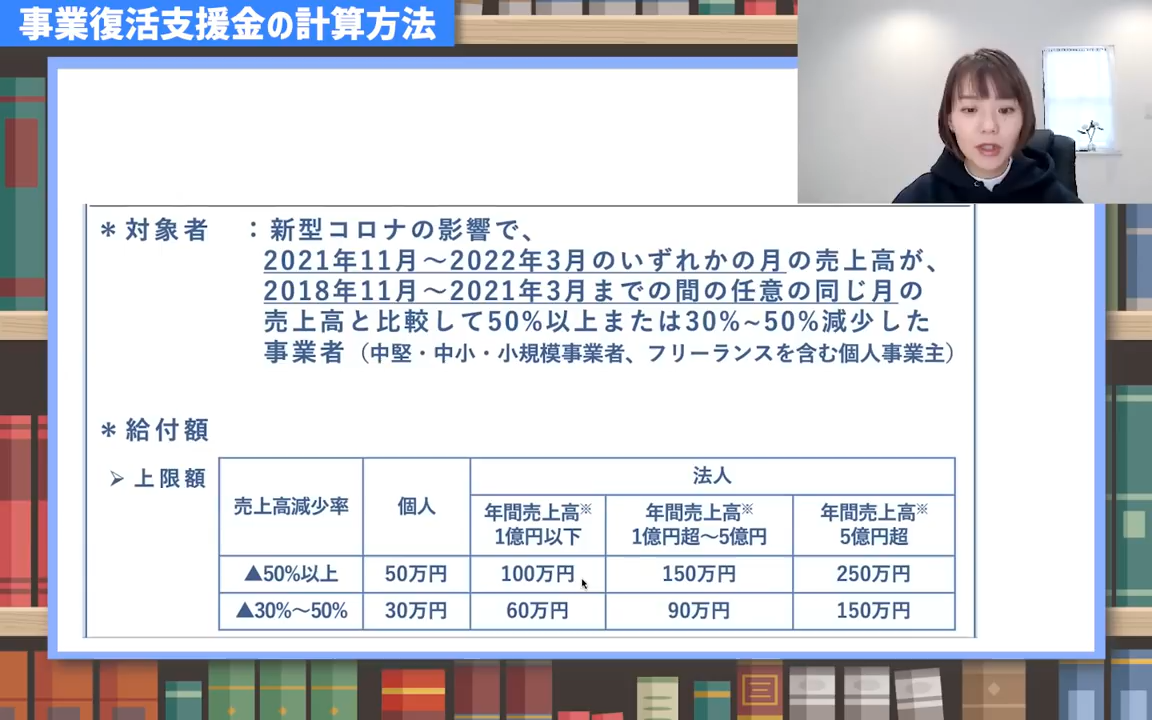 事業復活支援金の計算方法
＊対象者 ：新型コロナの影響で、
2021年11月～2022年3月のいずれかの月の売上高が、
2018年11月～2021年3月までの間の任意の同じ月の
売上高と比較して50%以上または30%~50%減少した
事業者（中堅・中小・小規模事業者、フリーランスを含む個人事業主）
＊給付額
➢ 上限額
売上高減少率 個人 法人
年間売上高※ 1億円以下
年間売上高※ 1億円超～5億円
年間売上高※ 5億円超
▲50%以上 50万円 100万円 150万円 250万円
▲30%～50% 30万円 60万円 90万円 150万円